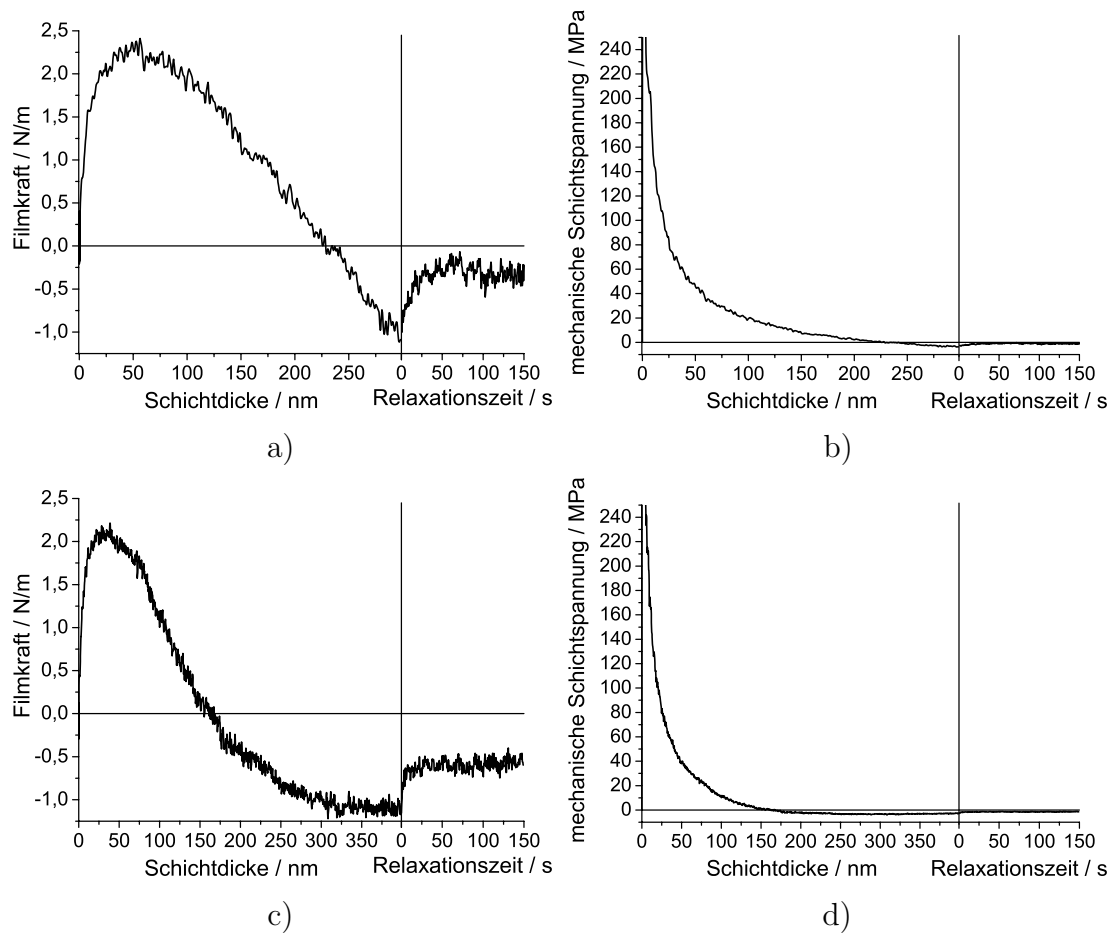 2,5
2,0
1,5
1,0
0,5
0,0
-0,5
-1,0
Filmkraft / N/m
0 50 100 150 200 250 0 50 100 150
Schichtdicke / nm Relaxationszeit / s
a)
240
220
200
180
160
140
120
100
80
60
40
20
0
mechanische Schichtspannung / MPa
0 50 100 150 200 250 0 50 100 150
Schichtdicke / nm Relaxationszeit / s
b)
2,5
2,0
1,5
1,0
0,5
0,0
-0,5
-1,0
Filmkraft / N/m
0 50 100 150 200 250 300 350 0 50 100 150
Schichtdicke / nm Relaxationszeit / s
c)
240
220
200
180
160
140
120
100
80
60
40
20
0
mechanische Schichtspannung / MPa
0 50 100 150 200 250 300 350 0 50 100 150
Schichtdicke / nm Relaxationszeit / s
d)